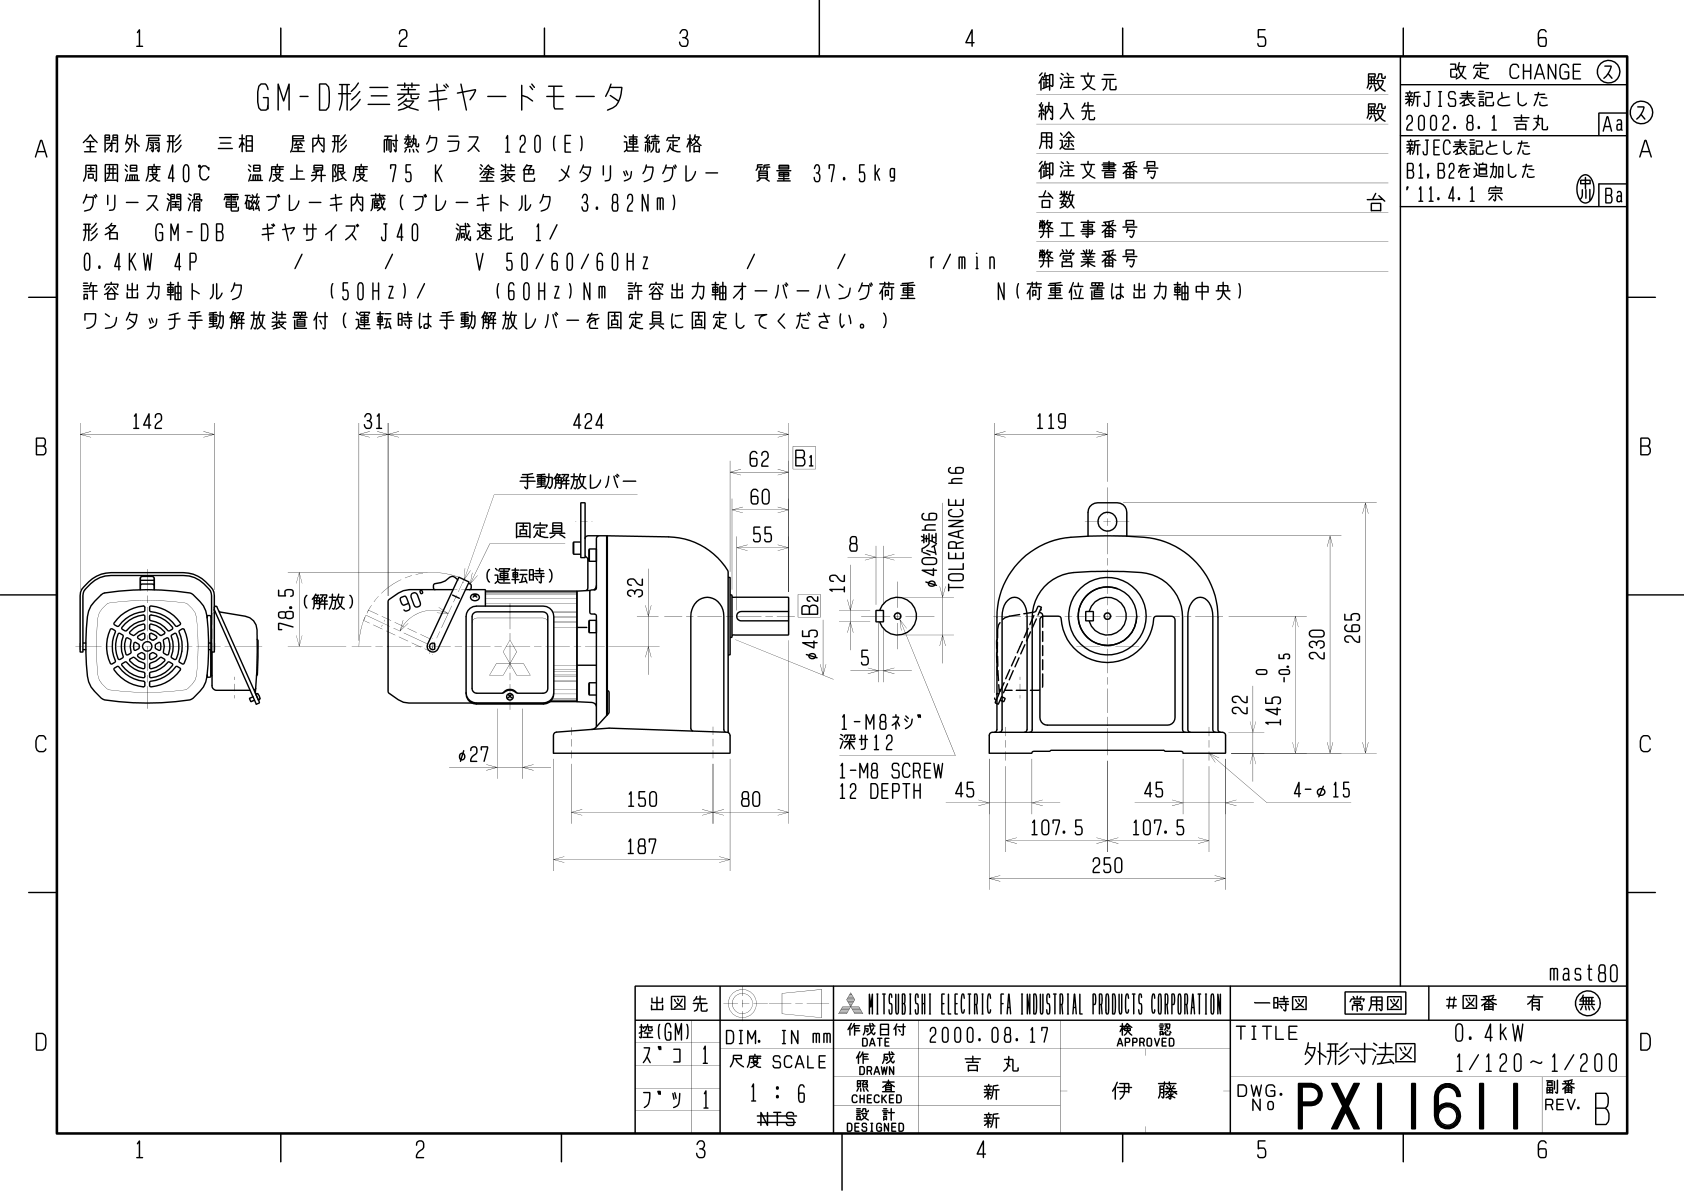 1 2 3 4 5 6
GM-D形三菱ギヤードモータ
全閉外扇形 三相 屋内形 耐熱クラス 120(E) 連続定格
周囲温度40℃ 温度上昇限度 75 K 塗装色 メタリックグレー 質量 37.5kg
グリース潤滑 電磁ブレーキ内蔵(ブレーキトルク 3.82Nm)
形名 GM-DB ギヤサイズ J40 減速比 1/
0.4KW 4P / / V 50/60/60Hz / / r/min
許容出力軸トルク (50Hz)/ (60Hz)Nm 許容出力軸オーバーハング荷重 N(荷重位置は出力軸中央)
ワンタッチ手動解放装置付(運転時は手動解放レバーを固定具に固定してください。)
御注文元 殿
納入先 殿
用途
御注文書番号
台数 台
弊工事番号
弊営業番号
改定 CHANGE ス
新JIS表記とした
2002.8.1 吉丸 Aa
ス
新JEC表記とした
B1,B2を追加した
'11.4.1 宗 Ba
A A
B B
C C
D D
142
31
424
62 B1
60
55
手動解放レバー
固定具
(運転時)
90°
78.5
(解放)
32
B2
φ45
φ27
150
80
187
8
12
5
φ40公差h6
TOLERANCE h6
1-M8ネジ
深サ12
1-M8 SCREW
12 DEPTH
119
265
230
0
145 -0.5
22
45
45
4-φ15
107.5
107.5
250
mast80
出図先
控(GM)
スﾞコ 1
フﾞツ 1
DIM. IN mm
尺度 SCALE
1 : 6
NTS
MITSUBISHI ELECTRIC FA INDUSTRIAL PRODUCTS CORPORATION
作成日付
DATE
2000.08.17
検 認
APPROVED
作 成
DRAWN
吉 丸
照 査
CHECKED
新
伊 藤
設 計
DESIGNED
新
一時図 常用図 #図番 有 無
TITLE
外形寸法図
0.4kW
1/120~1/200
DWG.
No
PX11611
副番
REV.
B
1 2 3 4 5 6